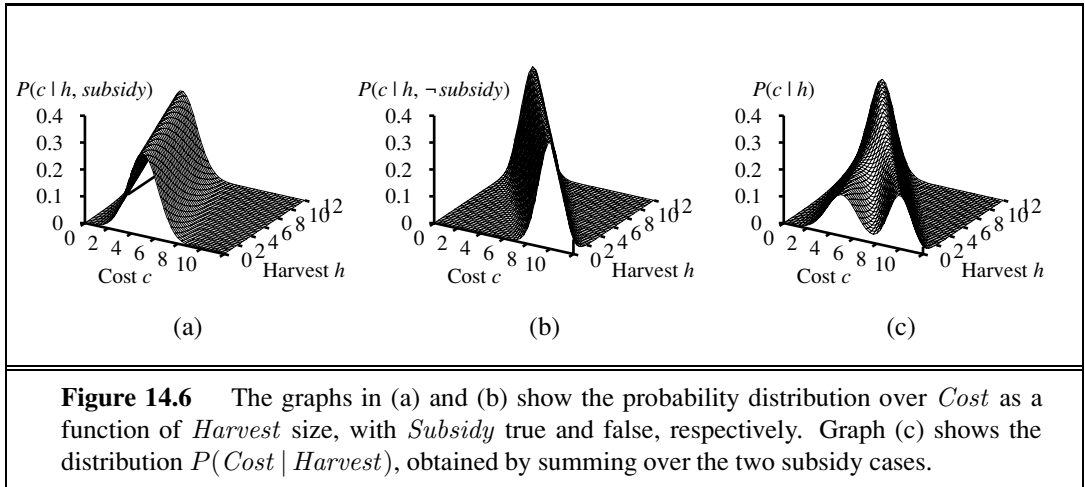 P(c | h, subsidy)
0.4
0.3
0.2
0.1
0
0 2 4 6 8 10
Cost c
0 2 4 6 8 10 12
Harvest h
(a)
P(c | h, ¬ subsidy)
0.4
0.3
0.2
0.1
0
0 2 4 6 8 10
Cost c
0 2 4 6 8 10 12
Harvest h
(b)
P(c | h)
0.4
0.3
0.2
0.1
0
0 2 4 6 8 10
Cost c
0 2 4 6 8 10 12
Harvest h
(c)
Figure 14.6 The graphs in (a) and (b) show the probability distribution over Cost as a
function of Harvest size, with Subsidy true and false, respectively. Graph (c) shows the
distribution P(Cost | Harvest), obtained by summing over the two subsidy cases.